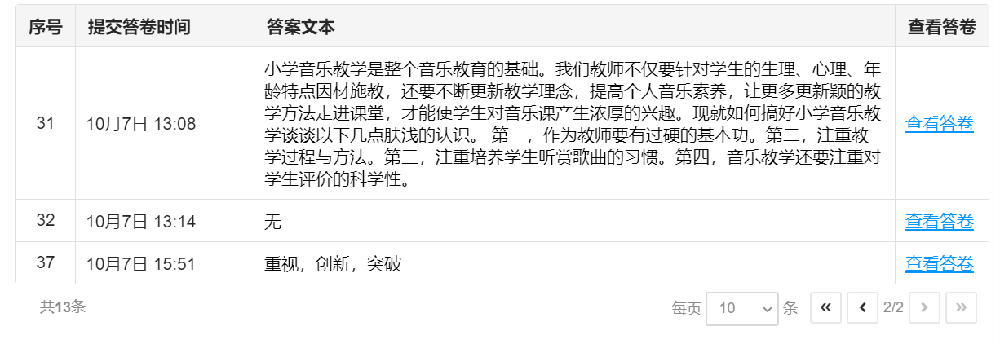 序号 提交答卷时间 答案文本 查看答卷
31 10月7日 13:08 小学音乐教学是整个音乐教育的基础。我们教师不仅要针对学生的生理、心理、年
龄特点因材施教，还要不断更新教学理念，提高个人音乐素养，让更多更新颖的教
学方法走进课堂，才能使学生对音乐课产生浓厚的兴趣。现就如何搞好小学音乐教
学谈谈以下几点肤浅的认识。 第一，作为教师要有过硬的基本功。第二，注重教
学过程与方法。第三，注重培养学生听赏歌曲的习惯。第四，音乐教学还要注重对
学生评价的科学性。 查看答卷
32 10月7日 13:14 无 查看答卷
37 10月7日 15:51 重视，创新，突破 查看答卷
共13条 每页 10 条 « ‹ 2/2 › »